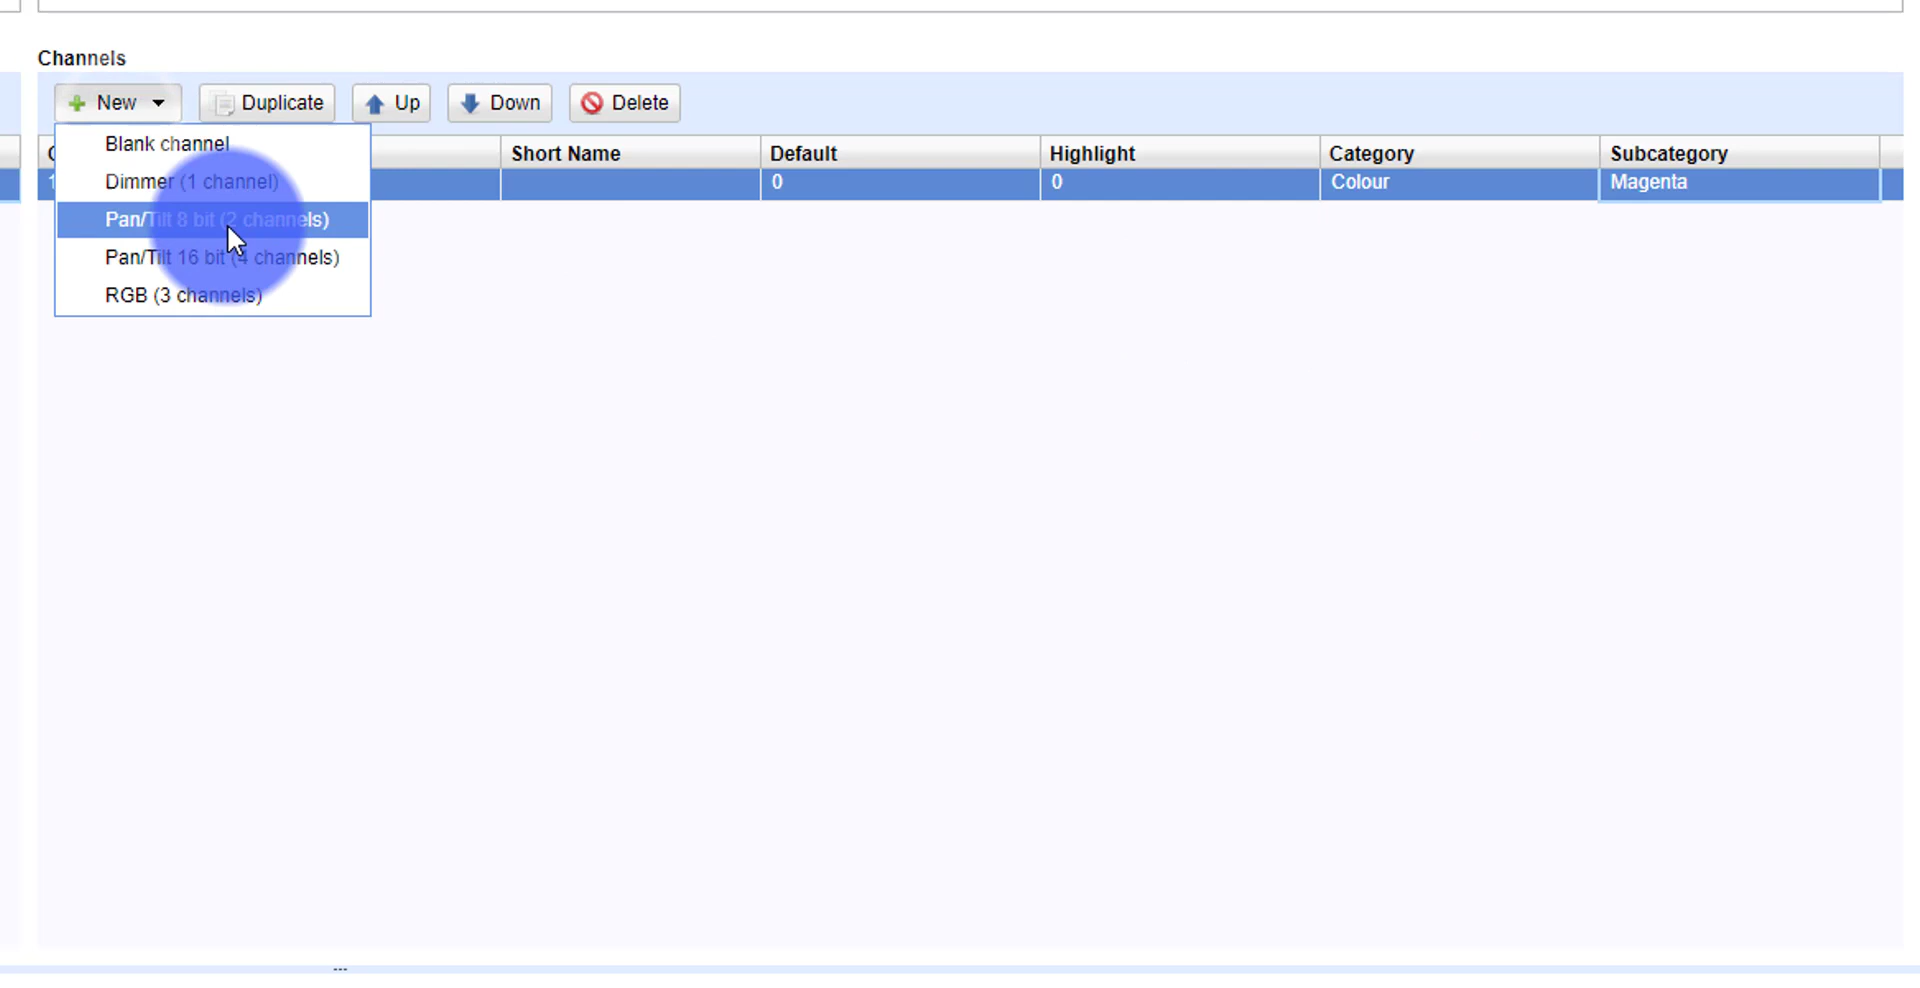 Channels
New Duplicate Up Down Delete
Short Name Default Highlight Category Subcategory
0 0 Colour Magenta
Blank channel
Dimmer (1 channel)
Pan/Tilt 8 bit (2 channels)
Pan/Tilt 16 bit (4 channels)
RGB (3 channels)